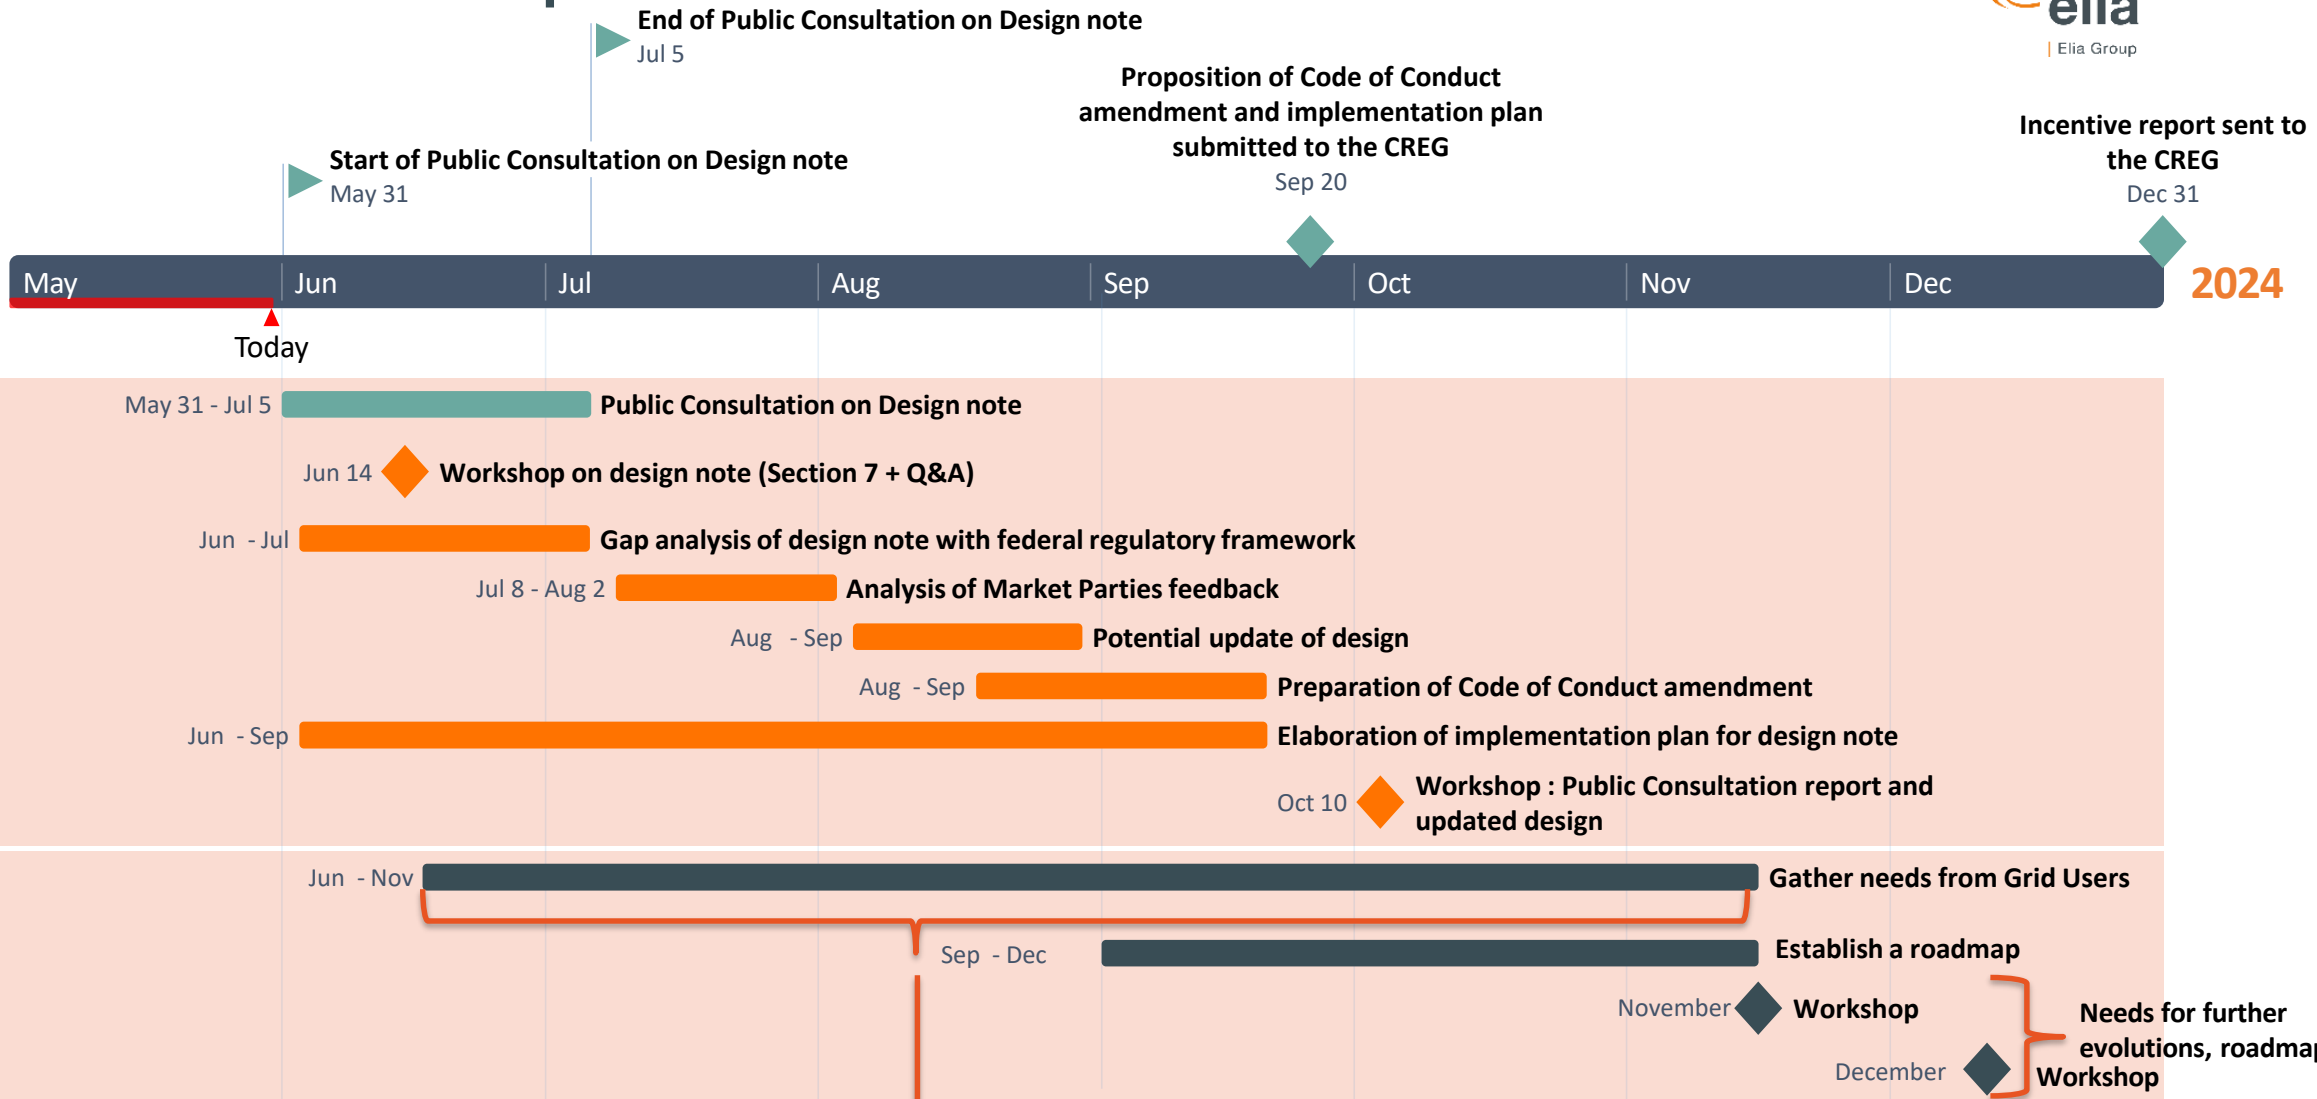 End of Public Consultation on Design note
Jul 5
elia
| Elia Group
Proposition of Code of Conduct
amendment and implementation plan
submitted to the CREG
Sep 20
Incentive report sent to
the CREG
Dec 31
Start of Public Consultation on Design note
May 31
May
Jun
Jul
Aug
Sep
Oct
Nov
Dec
2024
Today
May 31 - Jul 5
Public Consultation on Design note
Jun 14
Workshop on design note (Section 7 + Q&A)
Jun - Jul
Gap analysis of design note with federal regulatory framework
Jul 8 - Aug 2
Analysis of Market Parties feedback
Aug - Sep
Potential update of design
Aug - Sep
Preparation of Code of Conduct amendment
Jun - Sep
Elaboration of implementation plan for design note
Oct 10
Workshop : Public Consultation report and
updated design
Jun - Nov
Gather needs from Grid Users
Sep - Dec
Establish a roadmap
November
Workshop
Needs for further
evolutions, roadmap
December
Workshop